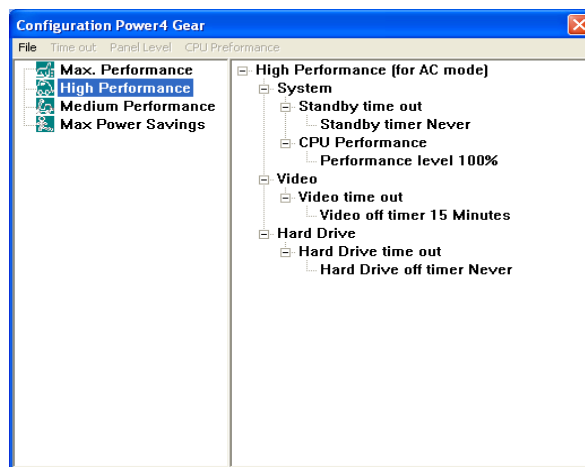 Configuration Power4 Gear
File Time out Panel Level CPU Preformance
Max. Performance
High Performance
Medium Performance
Max Power Savings
High Performance (for AC mode)
System
Standby time out
Standby timer Never
CPU Performance
Performance level 100%
Video
Video time out
Video off timer 15 Minutes
Hard Drive
Hard Drive time out
Hard Drive off timer Never